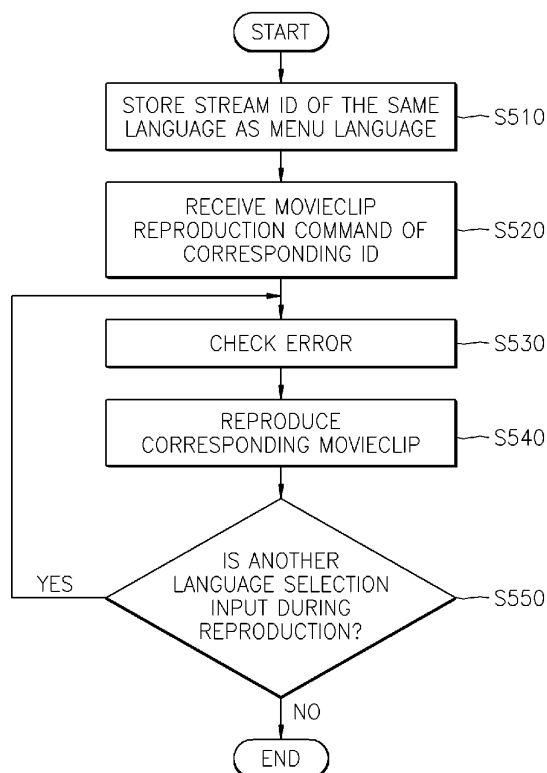 START
STORE STREAM ID OF THE SAME
LANGUAGE AS MENU LANGUAGE
S510
RECEIVE MOVIECLIP
REPRODUCTION COMMAND OF
CORRESPONDING ID
S520
CHECK ERROR
S530
REPRODUCE
CORRESPONDING MOVIECLIP
S540
IS ANOTHER
LANGUAGE SELECTION
INPUT DURING
REPRODUCTION?
S550
YES
NO
END